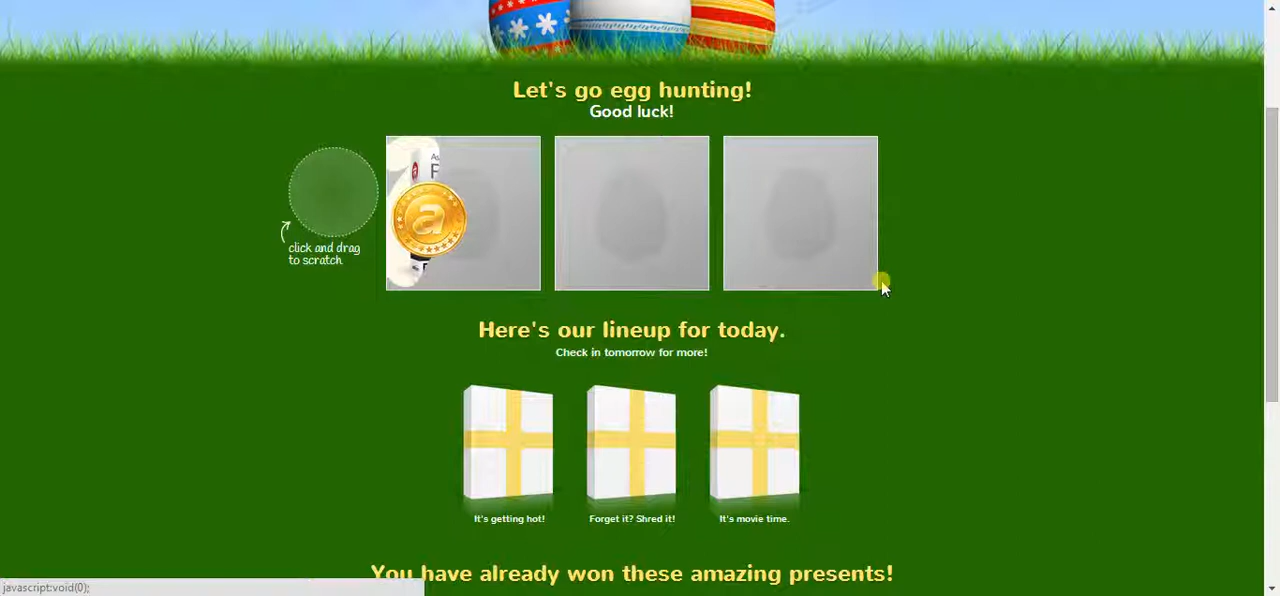 Let's go egg hunting!
Good luck!
As
F
a
click and drag
to scratch
Here's our lineup for today.
Check in tomorrow for more!
It's getting hot!
Forget it? Shred it!
It's movie time.
You have already won these amazing presents!
javascript:void(0);